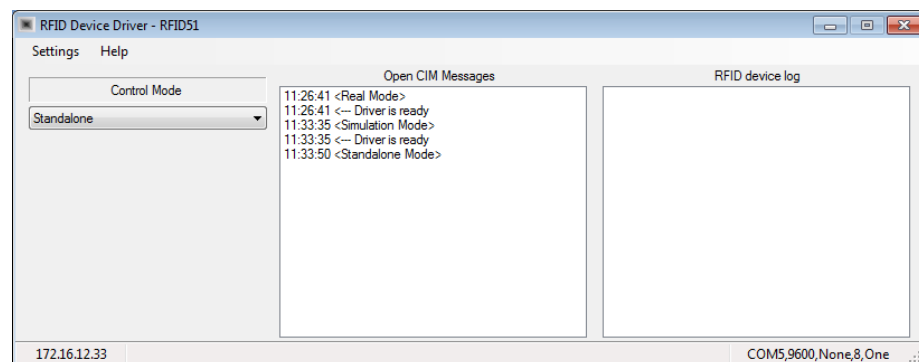 RFID Device Driver - RFID51
Settings Help
Control Mode
Standalone
Open CIM Messages
11:26:41 <Real Mode>
11:26:41 <--- Driver is ready
11:33:35 <Simulation Mode>
11:33:35 <--- Driver is ready
11:33:50 <Standalone Mode>
RFID device log
172.16.12.33
COM5,9600,None,8,One